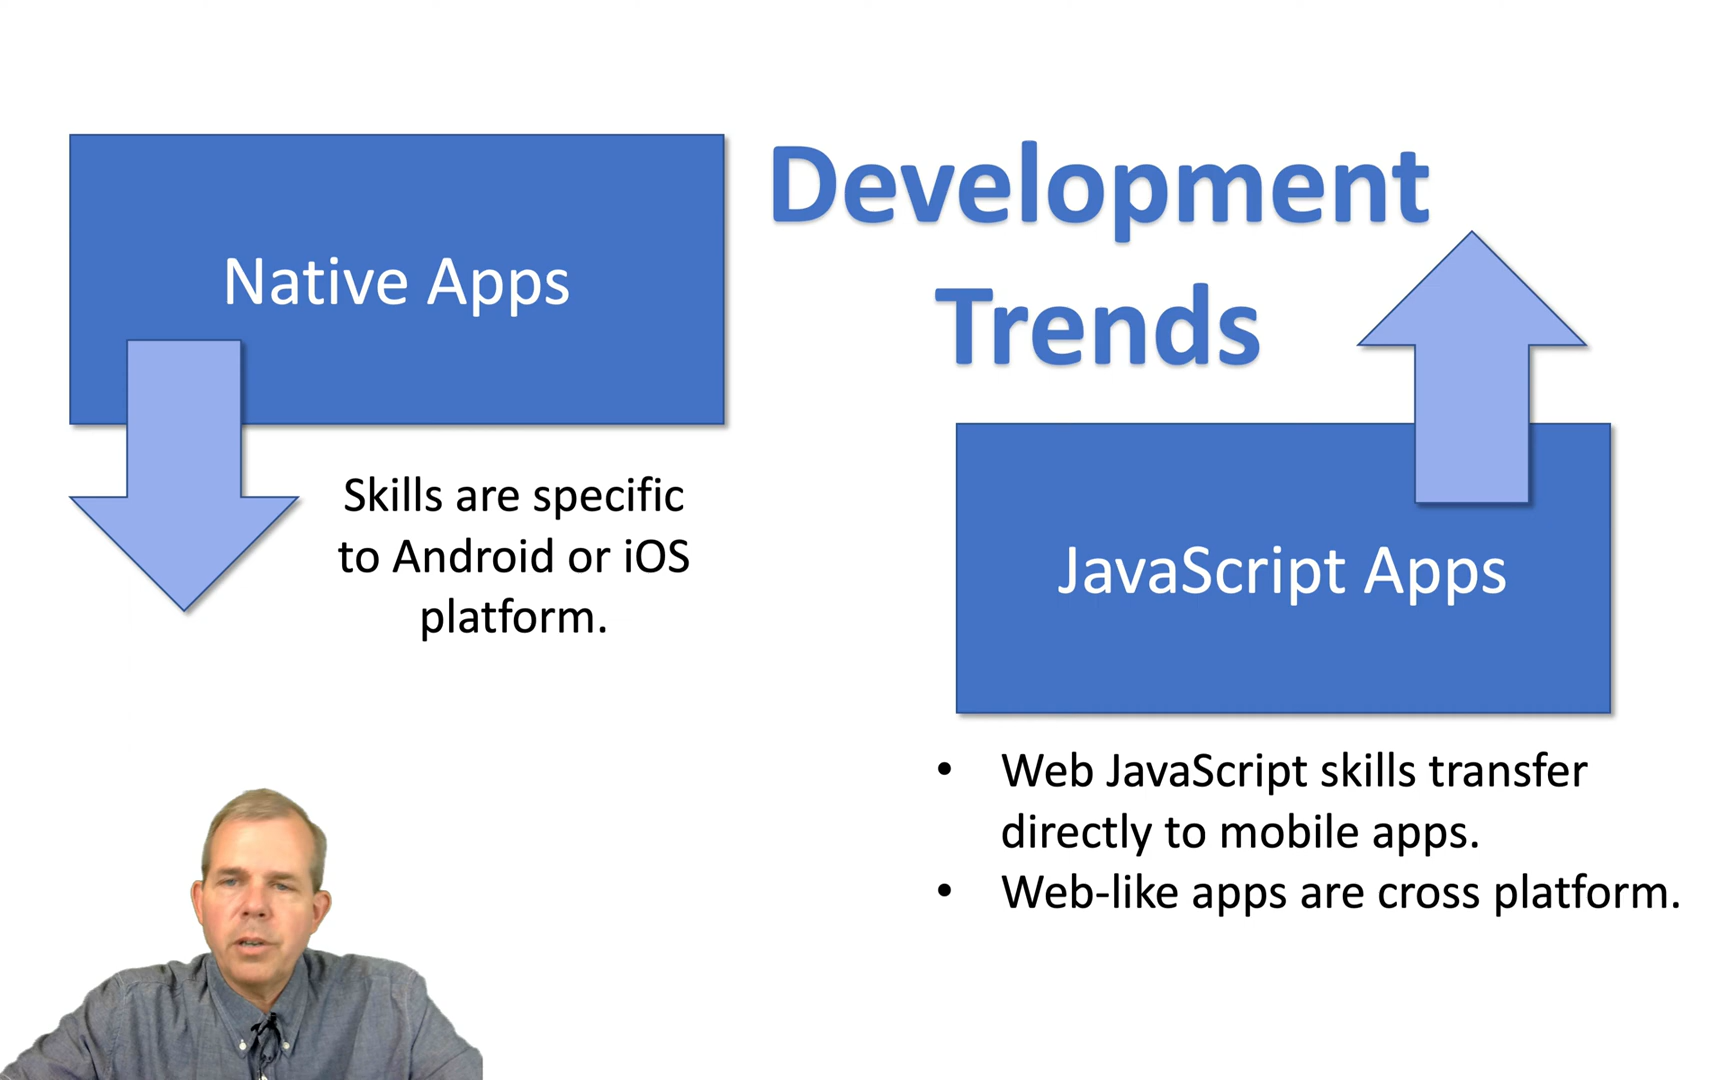 Development
Trends
Native Apps
Skills are specific
to Android or iOS
platform.
JavaScript Apps
• Web JavaScript skills transfer
directly to mobile apps.
• Web-like apps are cross platform.